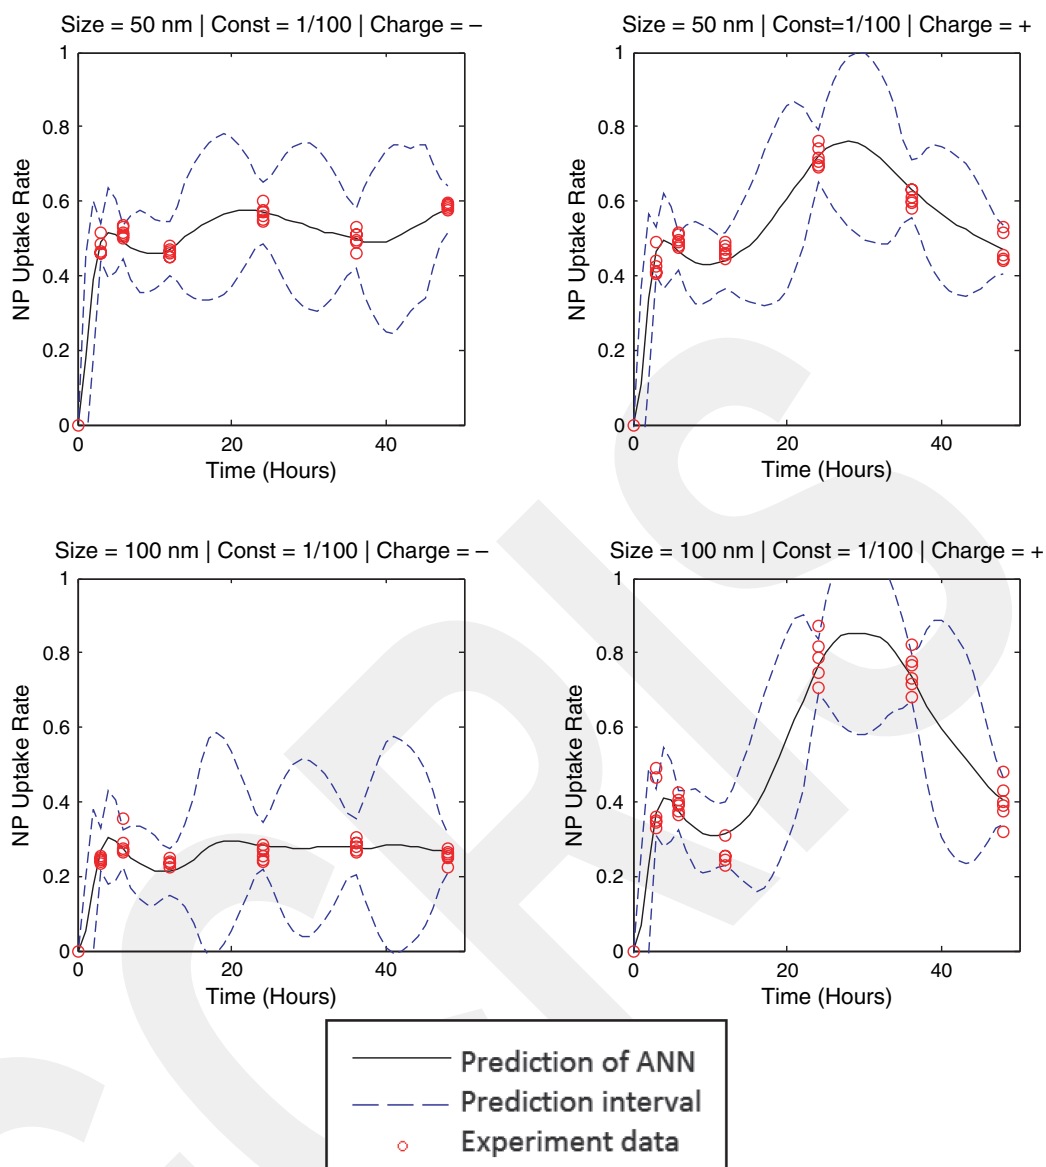 Size = 50 nm | Const = 1/100 | Charge = –
Size = 50 nm | Const=1/100 | Charge = +
1
0.8
0.6
0.4
0.2
0
NP Uptake Rate
0 20 40
Time (Hours)
1
0.8
0.6
0.4
0.2
0
NP Uptake Rate
0 20 40
Time (Hours)
Size = 100 nm | Const = 1/100 | Charge = –
Size = 100 nm | Const = 1/100 | Charge = +
1
0.8
0.6
0.4
0.2
0
NP Uptake Rate
0 20 40
Time (Hours)
1
0.8
0.6
0.4
0.2
0
NP Uptake Rate
0 20 40
Time (Hours)
Prediction of ANN
Prediction interval
Experiment data